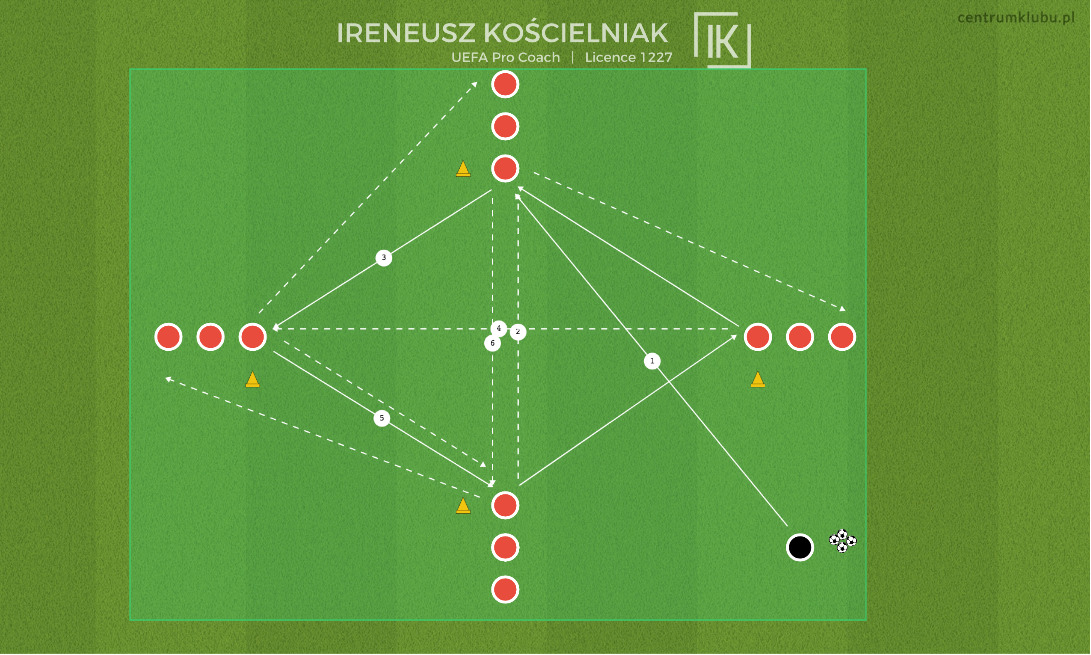 centrumklubu.pl
IRENEUSZ KOŚCIELNIAK
IK
UEFA Pro Coach | Licence 1227
3
4
2
6
1
5